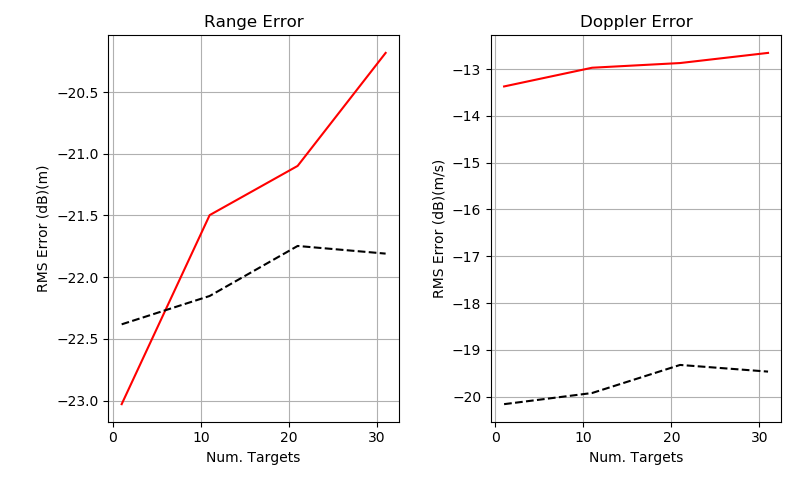 Range Error
RMS Error (dB)(m)
−20.5
−21.0
−21.5
−22.0
−22.5
−23.0
0 10 20 30
Num. Targets
Doppler Error
RMS Error (dB)(m/s)
−13
−14
−15
−16
−17
−18
−19
−20
0 10 20 30
Num. Targets